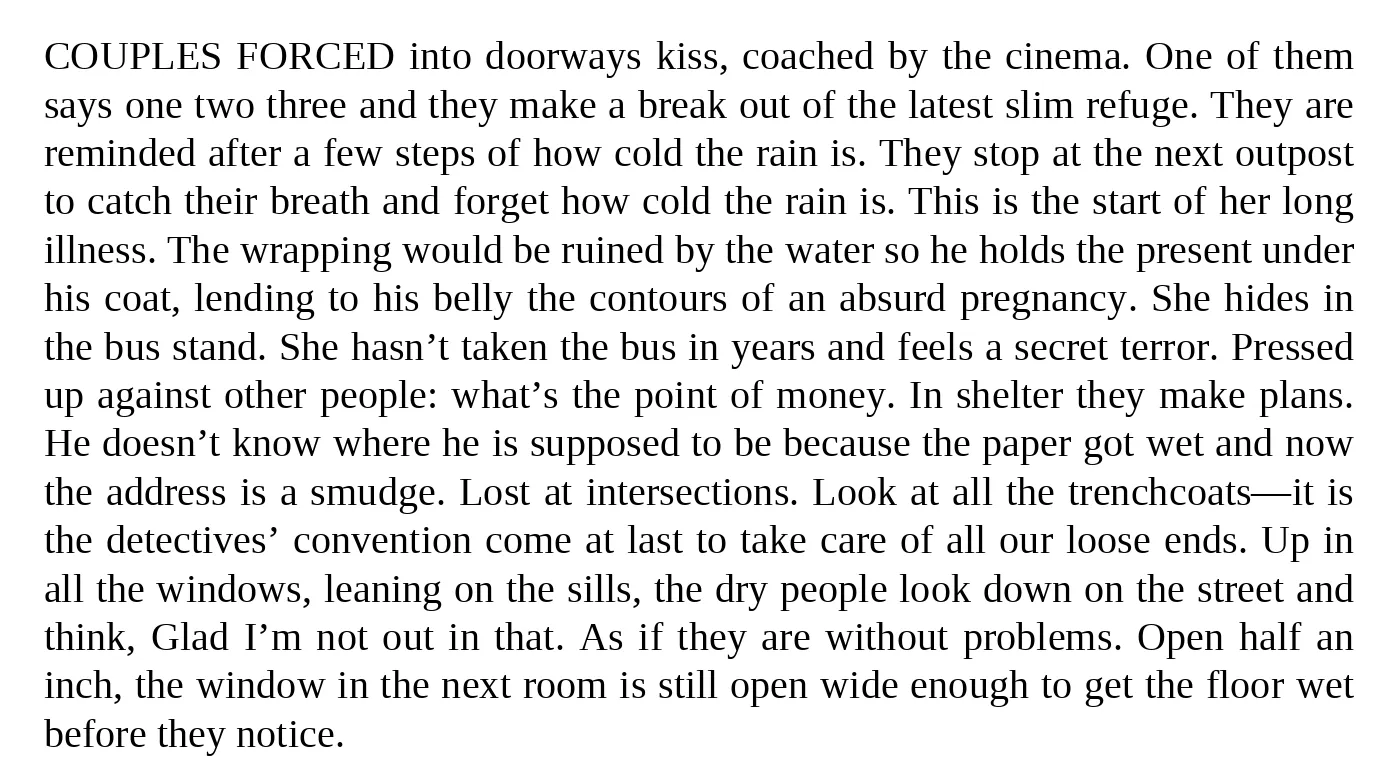 COUPLES FORCED into doorways kiss, coached by the cinema. One of them
says one two three and they make a break out of the latest slim refuge. They are
reminded after a few steps of how cold the rain is. They stop at the next outpost
to catch their breath and forget how cold the rain is. This is the start of her long
illness. The wrapping would be ruined by the water so he holds the present under
his coat, lending to his belly the contours of an absurd pregnancy. She hides in
the bus stand. She hasn’t taken the bus in years and feels a secret terror. Pressed
up against other people: what’s the point of money. In shelter they make plans.
He doesn’t know where he is supposed to be because the paper got wet and now
the address is a smudge. Lost at intersections. Look at all the trenchcoats—it is
the detectives’ convention come at last to take care of all our loose ends. Up in
all the windows, leaning on the sills, the dry people look down on the street and
think, Glad I’m not out in that. As if they are without problems. Open half an
inch, the window in the next room is still open wide enough to get the floor wet
before they notice.